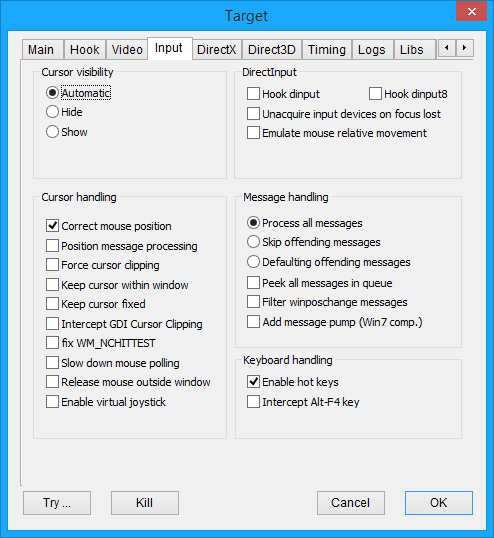 Target
Main Hook Video Input DirectX Direct3D Timing Logs Libs
Cursor visibility
Automatic
Hide
Show
DirectInput
Hook dinput Hook dinput8
Unacquire input devices on focus lost
Emulate mouse relative movement
Cursor handling
Correct mouse position
Position message processing
Force cursor clipping
Keep cursor within window
Keep cursor fixed
Intercept GDI Cursor Clipping
fix WM_NCHITTEST
Slow down mouse polling
Release mouse outside window
Enable virtual joystick
Message handling
Process all messages
Skip offending messages
Defaulting offending messages
Peek all messages in queue
Filter winposchange messages
Add message pump (Win7 comp.)
Keyboard handling
Enable hot keys
Intercept Alt-F4 key
Try ... Kill Cancel OK